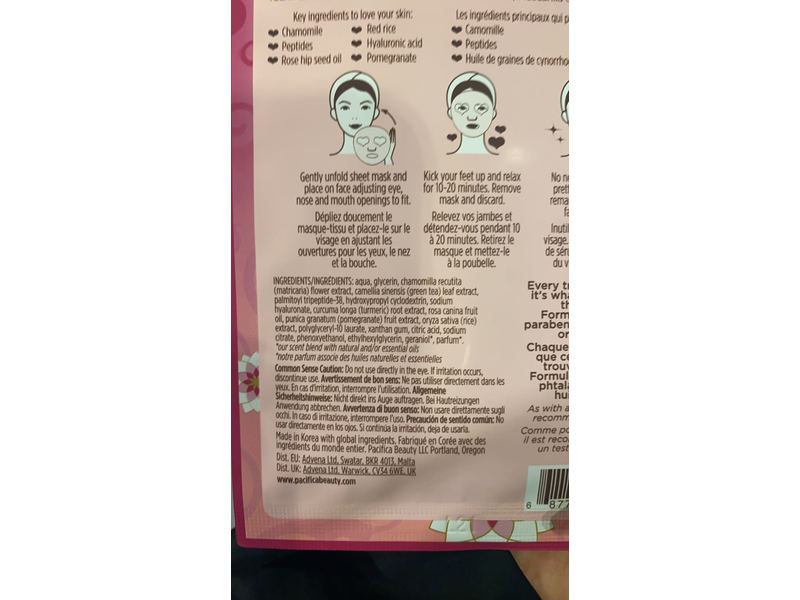 Key ingredients to love your skin:
Chamomile
Peptides
Rose hip seed oil
Red rice
Hyaluronic acid
Pomegranate
Les ingrédients principaux qui
Camomille
Peptides
Huile de graines de
Gently unfold sheet mask and
place on face adjusting eye,
nose and mouth openings to fit.
Dépliez doucement le
masque-tissu et placez-le sur le
visage en ajustant les
ouvertures pour les yeux, le nez
et la bouche.
Kick your feet up and relax
for 10-20 minutes. Remove
mask and discard.
Relevez vos jambes et
détendez-vous pendant 10
à 20 minutes. Retirez le
masque et mettez-le
à la poubelle.
No
visage.
de
du
INGREDIENTS/INGRÉDIENTS: aqua, glycerin, chamomilla recutita
(matricaria) flower extract, camellia sinensis (green tea) leaf extract,
palmitoyl tripeptide-38, hydroxypropyl cyclodextrin, sodium
hyaluronate, curcuma longa (turmeric) root extract, rosa canina fruit
oil, punica granatum (pomegranate) fruit extract, oryza sativa (rice)
extract, polyglyceryl-10 laurate, xanthan gum, citric acid, sodium
citrate, phenoxyethanol, ethylhexylglycerin, geraniol*, parfum*.
*our scent blend with natural and/or essential oils
*notre parfum associe des huiles naturelles et essentielles
Common Sense Caution: Do not use directly in the eye. If irritation occurs,
discontinue use. Avertissement de bon sens: Ne pas utiliser directement dans les
yeux. En cas d'irritation, interrompre l'utilisation. Allgemeine
Sicherheitshinweise: Nicht direkt ins Auge auftragen. Bei Hautreizungen
Anwendung abbrechen. Avvertenza di buon senso: Non usare direttamente sugli
occhi. In caso di irritazione, interrompere l'uso. Precaución de sentido común: No
usar directamente en los ojos. Si continúa la irritación, deja de usarla.
Made in Korea with global ingredients. Fabriqué en Corée avec des
ingrédients du monde entier. Pacifica Beauty LLC Portland, Oregon
Dist. EU: Advena Ltd, Swatar, BKR 4013, Malta
Dist. UK: Advena Ltd, Warwick, CV34 6WE, UK
www.pacificabeauty.com
Every
it's
Form
paraben
or
Chaque
que ce
Formul
As with a
recomm
Comme
il est
un test
6 877